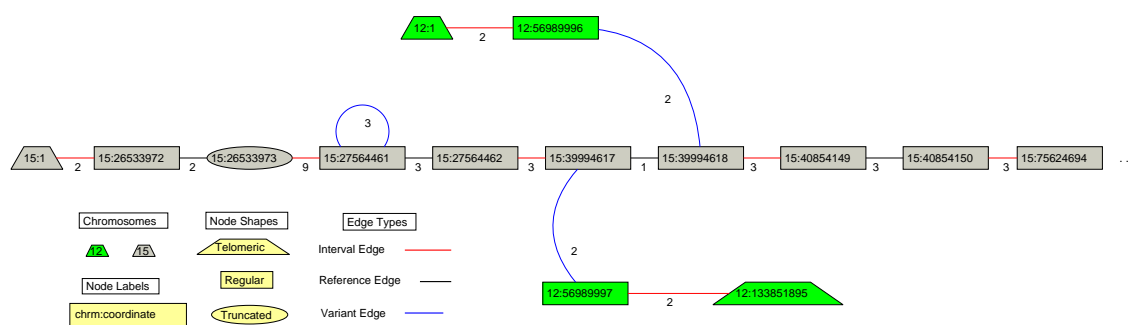 12:1
2
12:56989996
2
3
15:1
2
15:26533972
2
15:26533973
9
15:27564461
3
15:27564462
3
15:39994617
1
15:39994618
3
15:40854149
3
15:40854150
3
15:75624694
...
Chromosomes
Node Shapes
Edge Types
12
15
Telomeric
Interval Edge
2
Node Labels
Regular
Reference Edge
chrm:coordinate
Truncated
Variant Edge
12:56989997
2
12:133851895